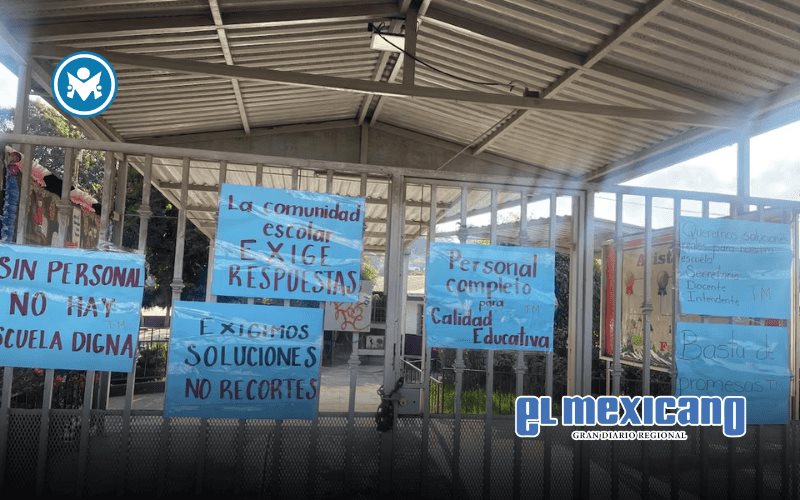 SIN PERSONAL
NO HAY
T.M
ESCUELA DIGNA
La comunidad
escolar
EXIGE
RESPUESTAS
T.M
EXIGIMOS
SOLUCIONES
T.M
NO RECORTES
Personal
completo
para
T.M
Calidad
Educativa
Queremos soluciones
reales para nuestra
escuela
Secretaria
Docente
Intendente T.M
Basta de
promesas T.M
EL MEXICANO
GRAN DIARIO REGIONAL